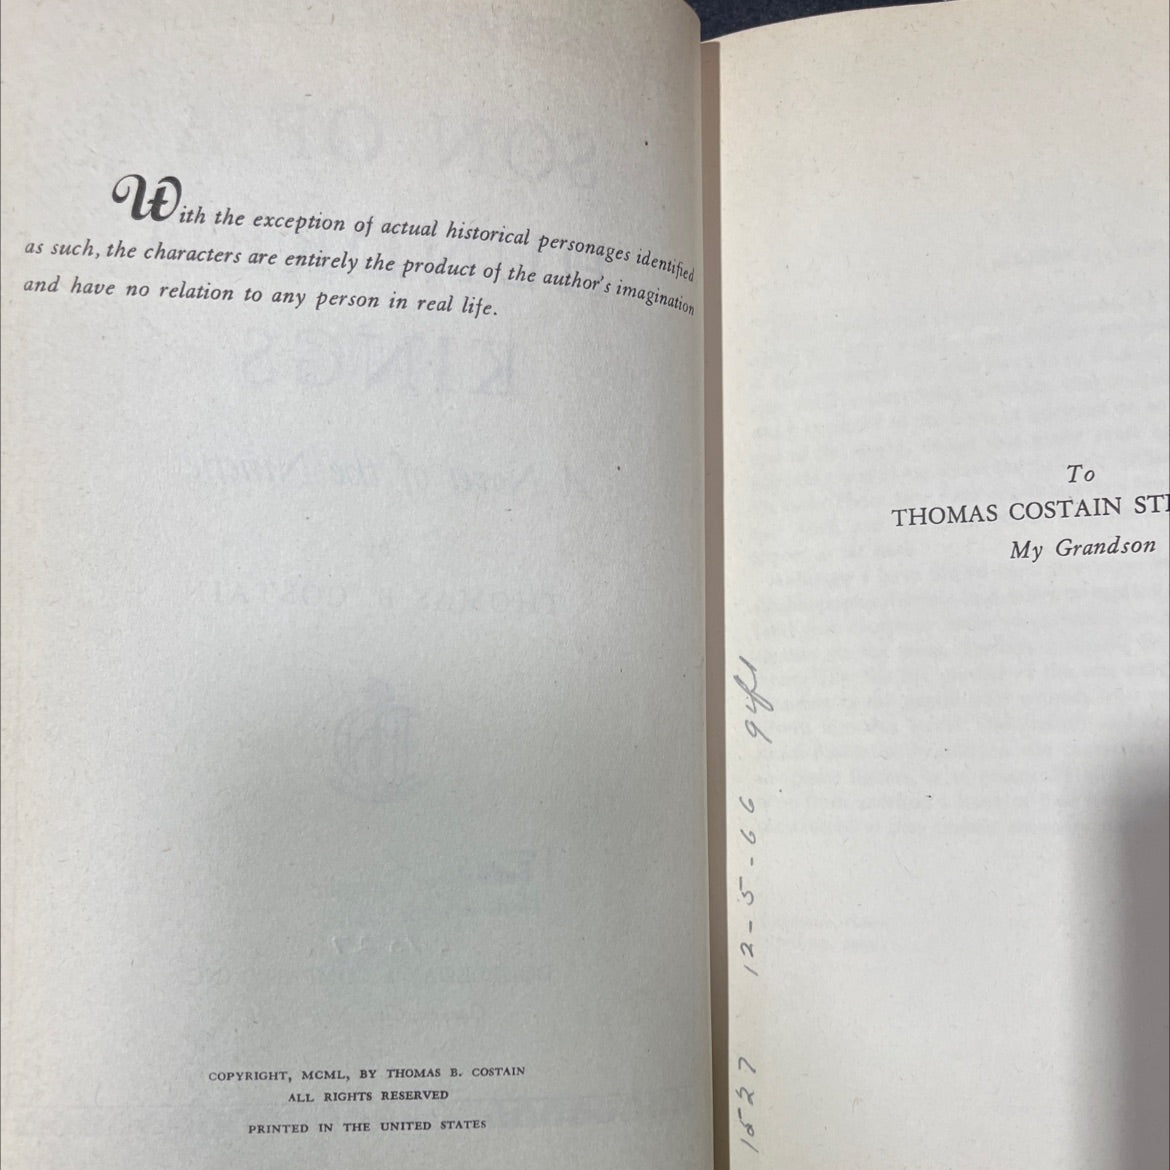 With the exception of actual historical personages identified
as such, the characters are entirely the product of the author's imagination
and have no relation to any person in real life.
COPYRIGHT, MCML, BY THOMAS B. COSTAIN
ALL RIGHTS RESERVED
PRINTED IN THE UNITED STATES
To
THOMAS COSTAIN
My Grandson
1527 12-5-66 gift